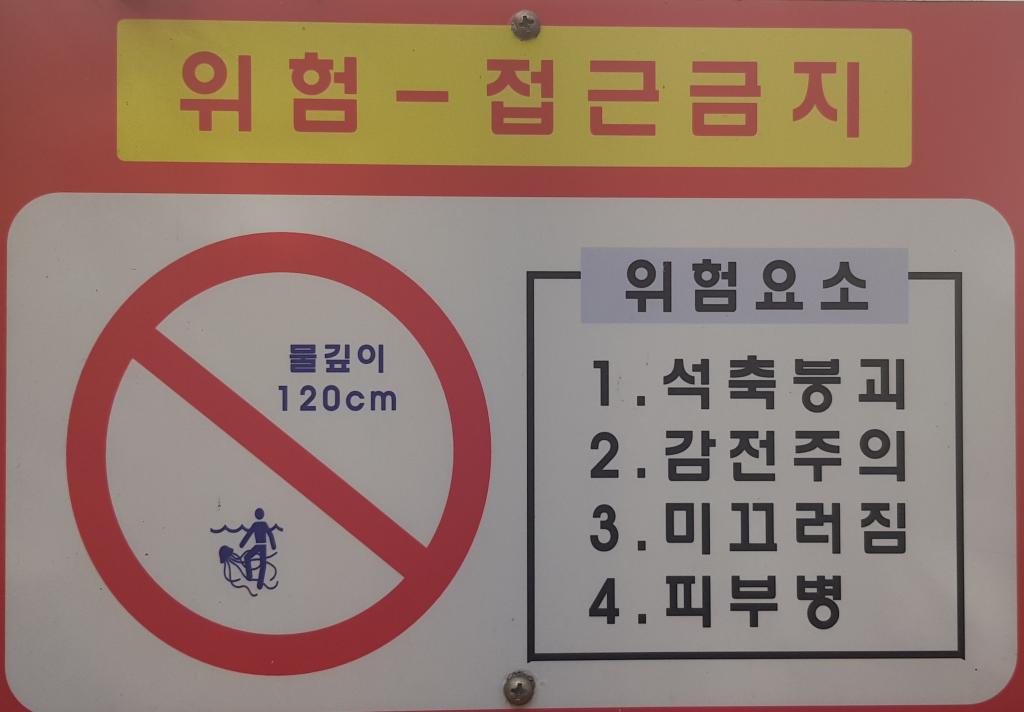 위험-접근금지
물깊이
120cm
위험요소
1.석축붕괴
2.감전주의
3.미끄러짐
4.피부병